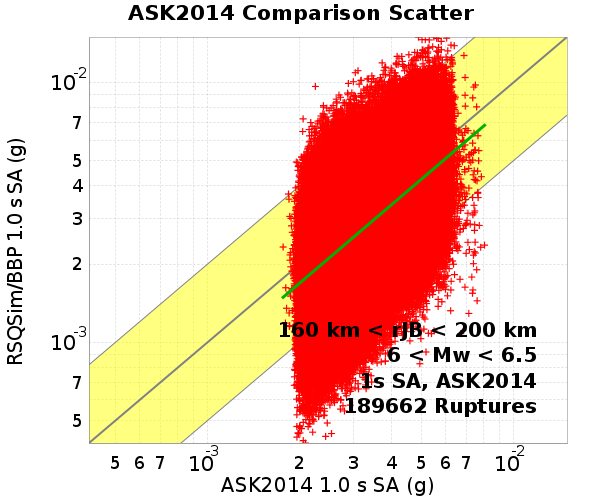 ASK2014 Comparison Scatter
RSQSim/BBP 1.0 s SA (g)
10-2
7
5
4
3
2
10-3
7
5
160 km < rJB < 200 km
6 < Mw < 6.5
1s SA, ASK2014
189662 Ruptures
5 6 7 10-3 2 3 4 5 6 7 10-2
ASK2014 1.0 s SA (g)